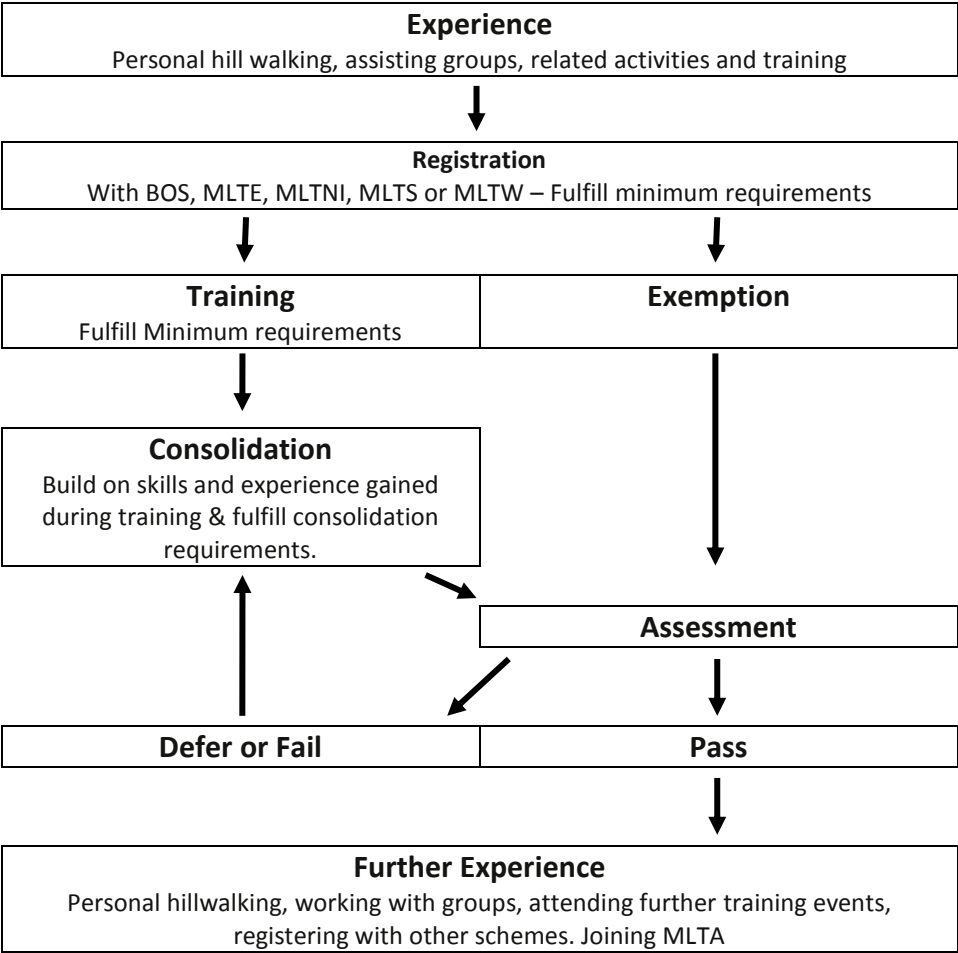 Experience
Personal hill walking, assisting groups, related activities and training
Registration
With BOS, MLTE, MLTNI, MLTS or MLTW – Fulfill minimum requirements
Training
Fulfill Minimum requirements
Exemption
Consolidation
Build on skills and experience gained
during training & fulfill consolidation
requirements.
Assessment
Defer or Fail
Pass
Further Experience
Personal hillwalking, working with groups, attending further training events,
registering with other schemes. Joining MLTA